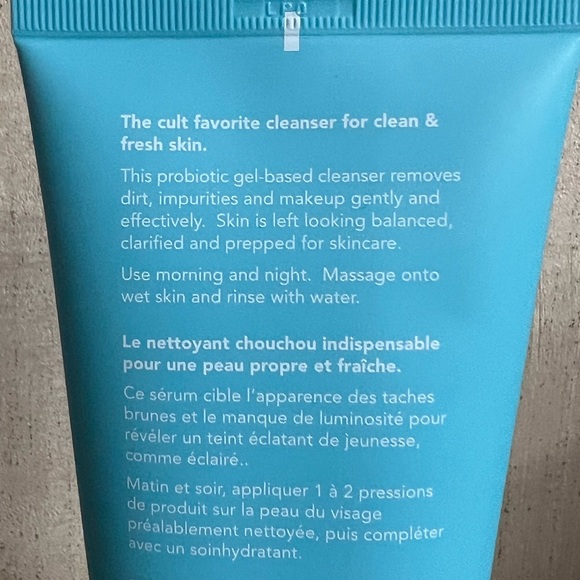 The cult favorite cleanser for clean &
fresh skin.
This probiotic gel-based cleanser removes
dirt, impurities and makeup gently and
effectively. Skin is left looking balanced,
clarified and prepped for skincare.
Use morning and night. Massage onto
wet skin and rinse with water.
Le nettoyant chouchou indispensable
pour une peau propre et fraîche.
Ce sérum cible l'apparence des taches
brunes et le manque de luminosité pour
révéler un teint éclatant de jeunesse,
comme éclairé..
Matin et soir, appliquer 1 à 2 pressions
de produit sur la peau du visage
préalablement nettoyée, puis compléter
avec un soinhydratant.